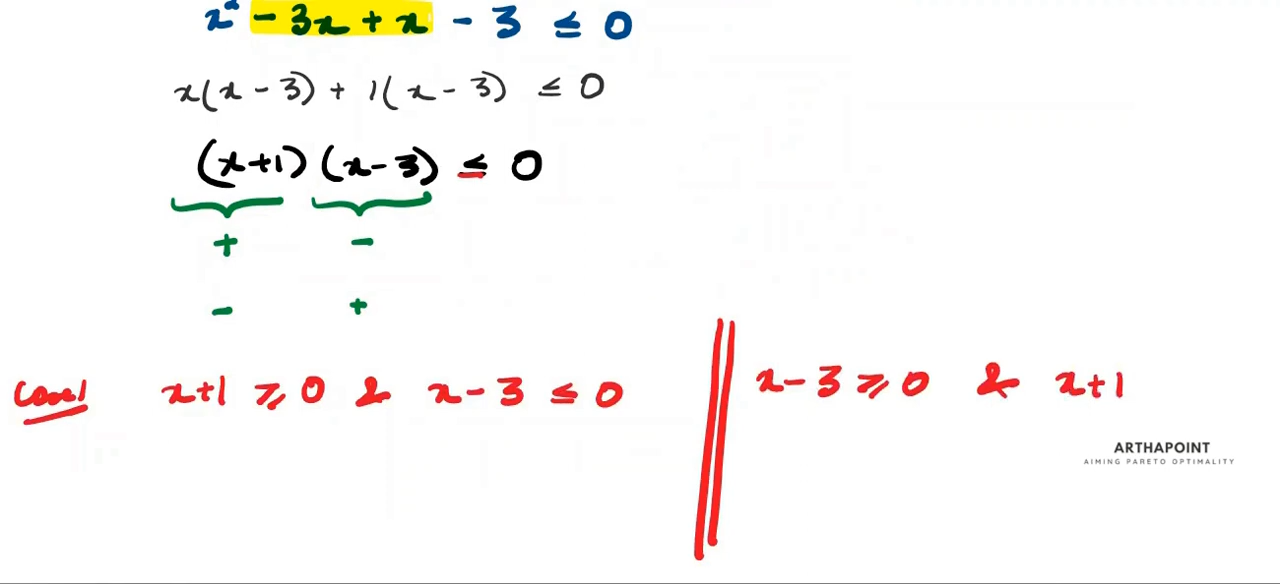 x² - 3x + x - 3 ≤ 0
x(x - 3) + 1(x - 3) ≤ 0
(x+1) (x-3) ≤ 0
+ -
- +
Case1 x+1 ≥ 0 & x - 3 ≤ 0
x - 3 ≥ 0 & x+1
ARTHAPOINT
AIMING PARETO OPTIMALITY